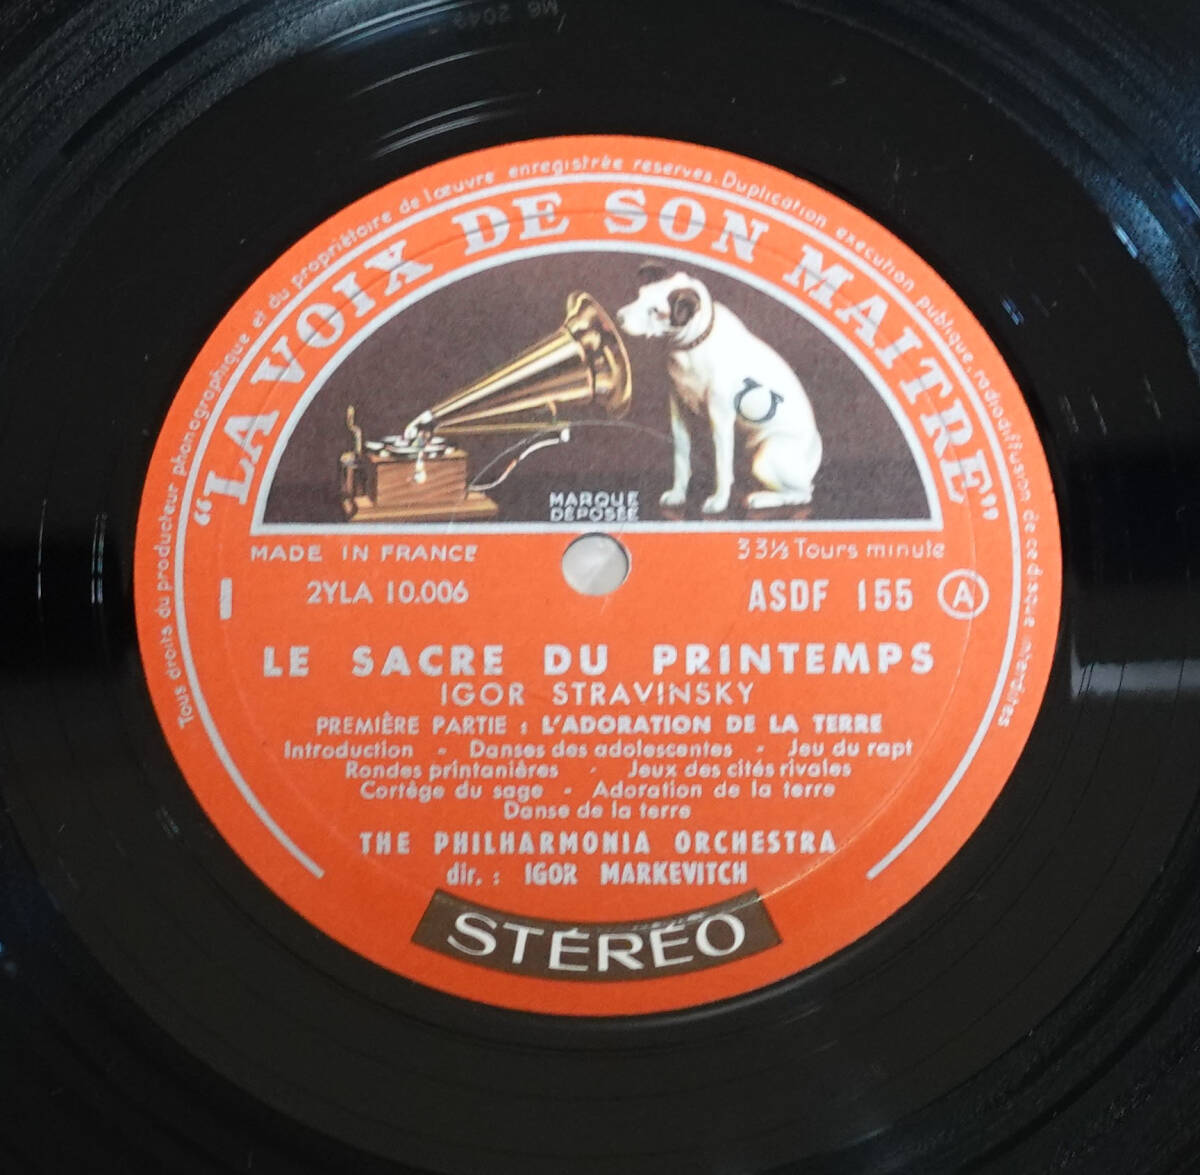 Tous droits du producteur phonographique et du propriétaire de l'œuvre enregistrée reservés. Duplication execution publique, radiodiffusion de ce disque interdites
"LA VOIX DE SON MAITRE"
MARQUE
DÉPOSÉE
MADE IN FRANCE
33⅓ Tours minute
2YLA 10.006
ASDF 155 A
LE SACRE DU PRINTEMPS
IGOR STRAVINSKY
PREMIÈRE PARTIE : L'ADORATION DE LA TERRE
Introduction - Danses des adolescentes - Jeu du rapt
Rondes printanières - Jeux des cités rivales
Cortège du sage - Adoration de la terre
Danse de la terre
THE PHILHARMONIA ORCHESTRA
dir. : IGOR MARKEVITCH
STÉRÉO